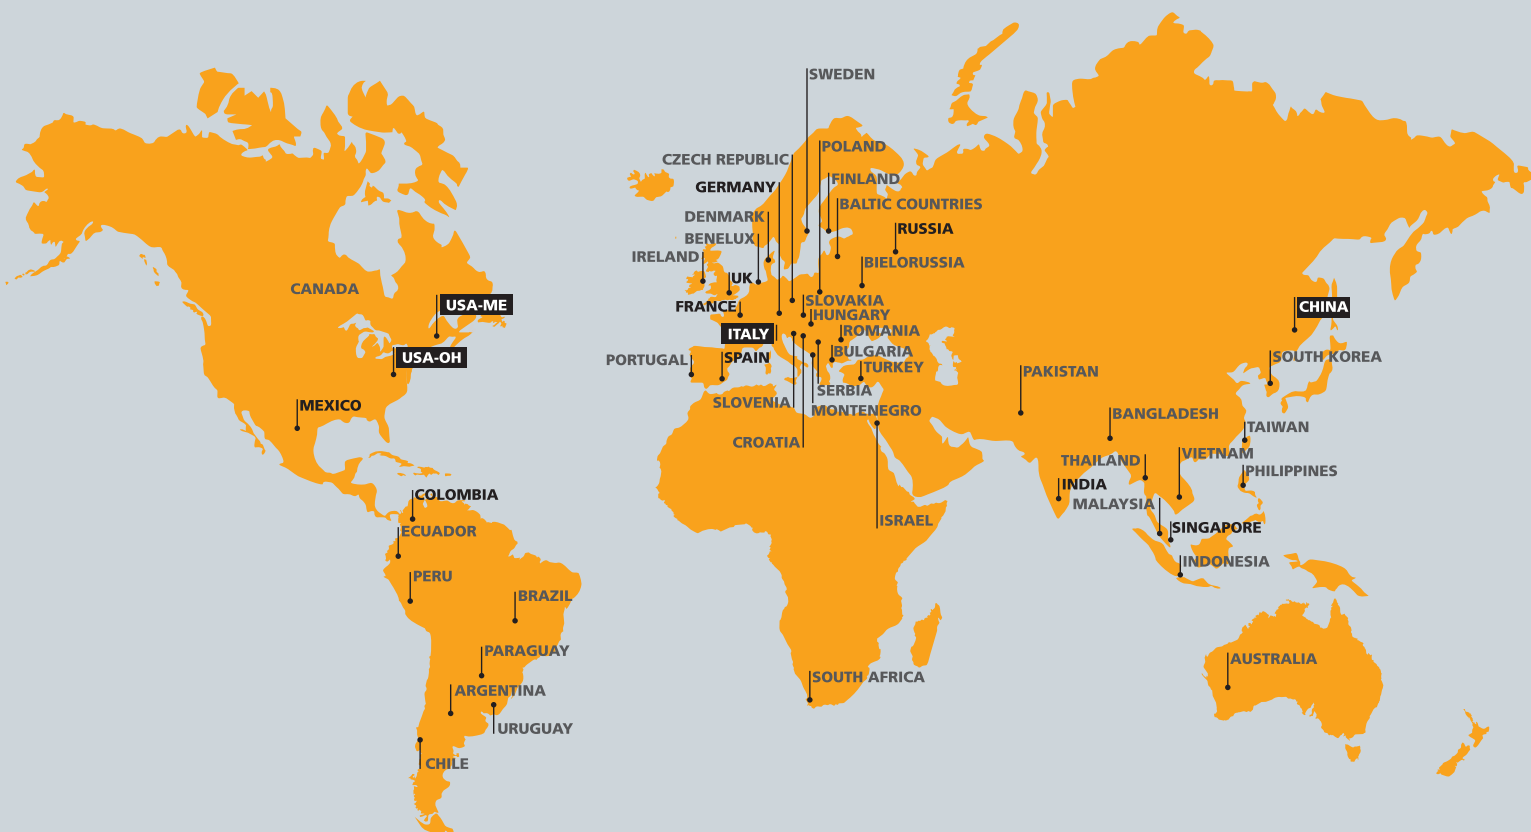 SWEDEN
POLAND
CZECH REPUBLIC
FINLAND
GERMANY
BALTIC COUNTRIES
DENMARK
RUSSIA
BENELUX
IRELAND
BIELORUSSIA
UK
CANADA
USA-ME
FRANCE
SLOVAKIA
CHINA
HUNGARY
ITALY
ROMANIA
USA-OH
PORTUGAL
SPAIN
BULGARIA
SOUTH KOREA
TURKEY
PAKISTAN
SERBIA
MEXICO
SLOVENIA
MONTENEGRO
BANGLADESH
TAIWAN
CROATIA
VIETNAM
THAILAND
PHILIPPINES
INDIA
COLOMBIA
MALAYSIA
ISRAEL
SINGAPORE
ECUADOR
INDONESIA
PERU
BRAZIL
PARAGUAY
AUSTRALIA
SOUTH AFRICA
ARGENTINA
URUGUAY
CHILE